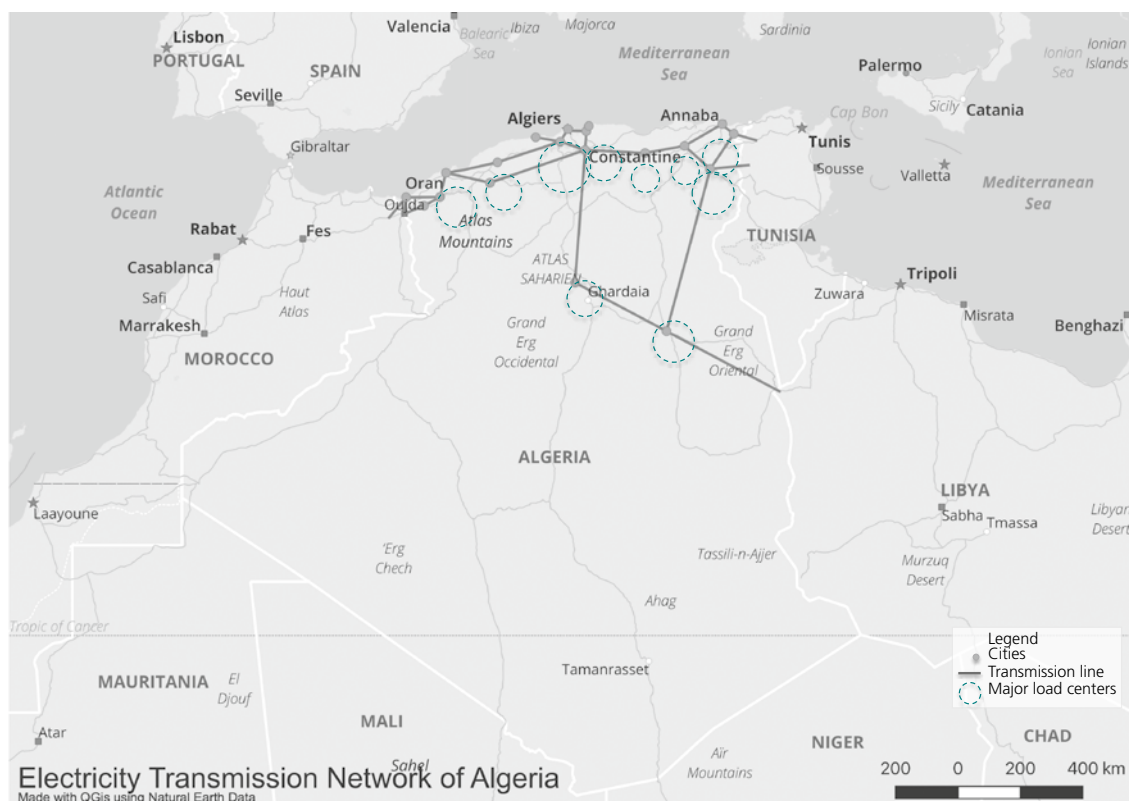 Lisbon
PORTUGAL
SPAIN
Seville
Gibraltar
Valencia
Balearic
Sea
Ibiza
Majorca
Sardinia
Mediterranean
Sea
Palermo
Ionian
Sea
Ionian
Islands
Sicily
Catania
Cap Bon
Algiers
Annaba
Constantine
Tunis
Sousse
Valletta
Mediterranean
Sea
Atlantic
Ocean
Oran
Oujda
Atlas
Mountains
Rabat
Fes
Casablanca
Safi
Marrakesh
Haut
Atlas
MOROCCO
ATLAS
SAHARIEN
Ghardaia
TUNISIA
Tripoli
Zuwara
Misrata
Benghazi
Grand
Erg
Occidental
Grand
Erg
Oriental
ALGERIA
LIBYA
Sabha
Tmassa
Libyan
Desert
Laayoune
'Erg
Chech
Tassili-n-Ajjer
Murzuq
Desert
Ahag
Tropic of Cancer
Tamanrasset
MAURITANIA
El
Djouf
Atar
MALI
Sahel
Aïr
Mountains
NIGER
CHAD
Legend
Cities
Transmission line
Major load centers
Electricity Transmission Network of Algeria
Made with QGis using Natural Earth Data
200 0 200 400 km